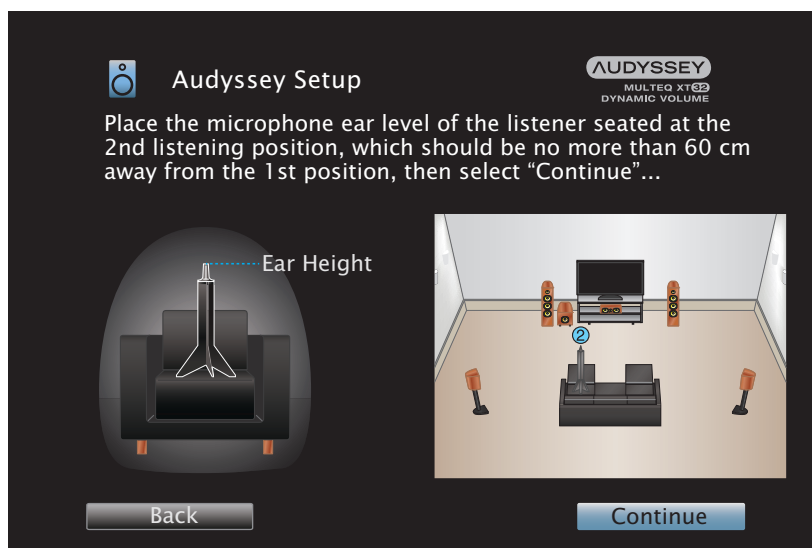 Audyssey Setup
AUDYSSEY
MULTEQ XT32
DYNAMIC VOLUME
Place the microphone ear level of the listener seated at the
2nd listening position, which should be no more than 60 cm
away from the 1st position, then select “Continue”...
Ear Height
2
Back
Continue